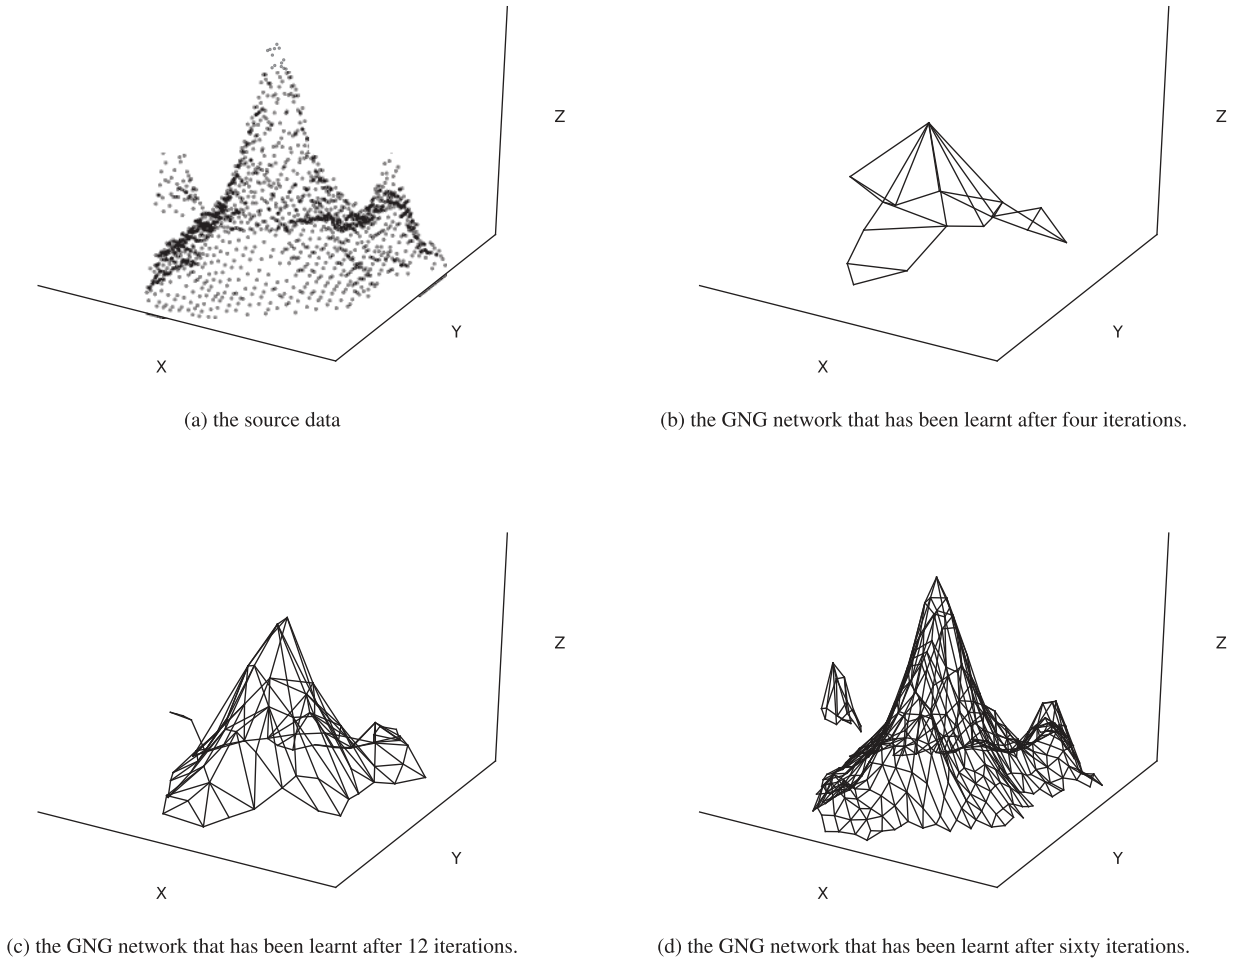 Z
Y
X
(a) the source data
Z
Y
X
(b) the GNG network that has been learnt after four iterations.
Z
Y
X
(c) the GNG network that has been learnt after 12 iterations.
Z
Y
X
(d) the GNG network that has been learnt after sixty iterations.